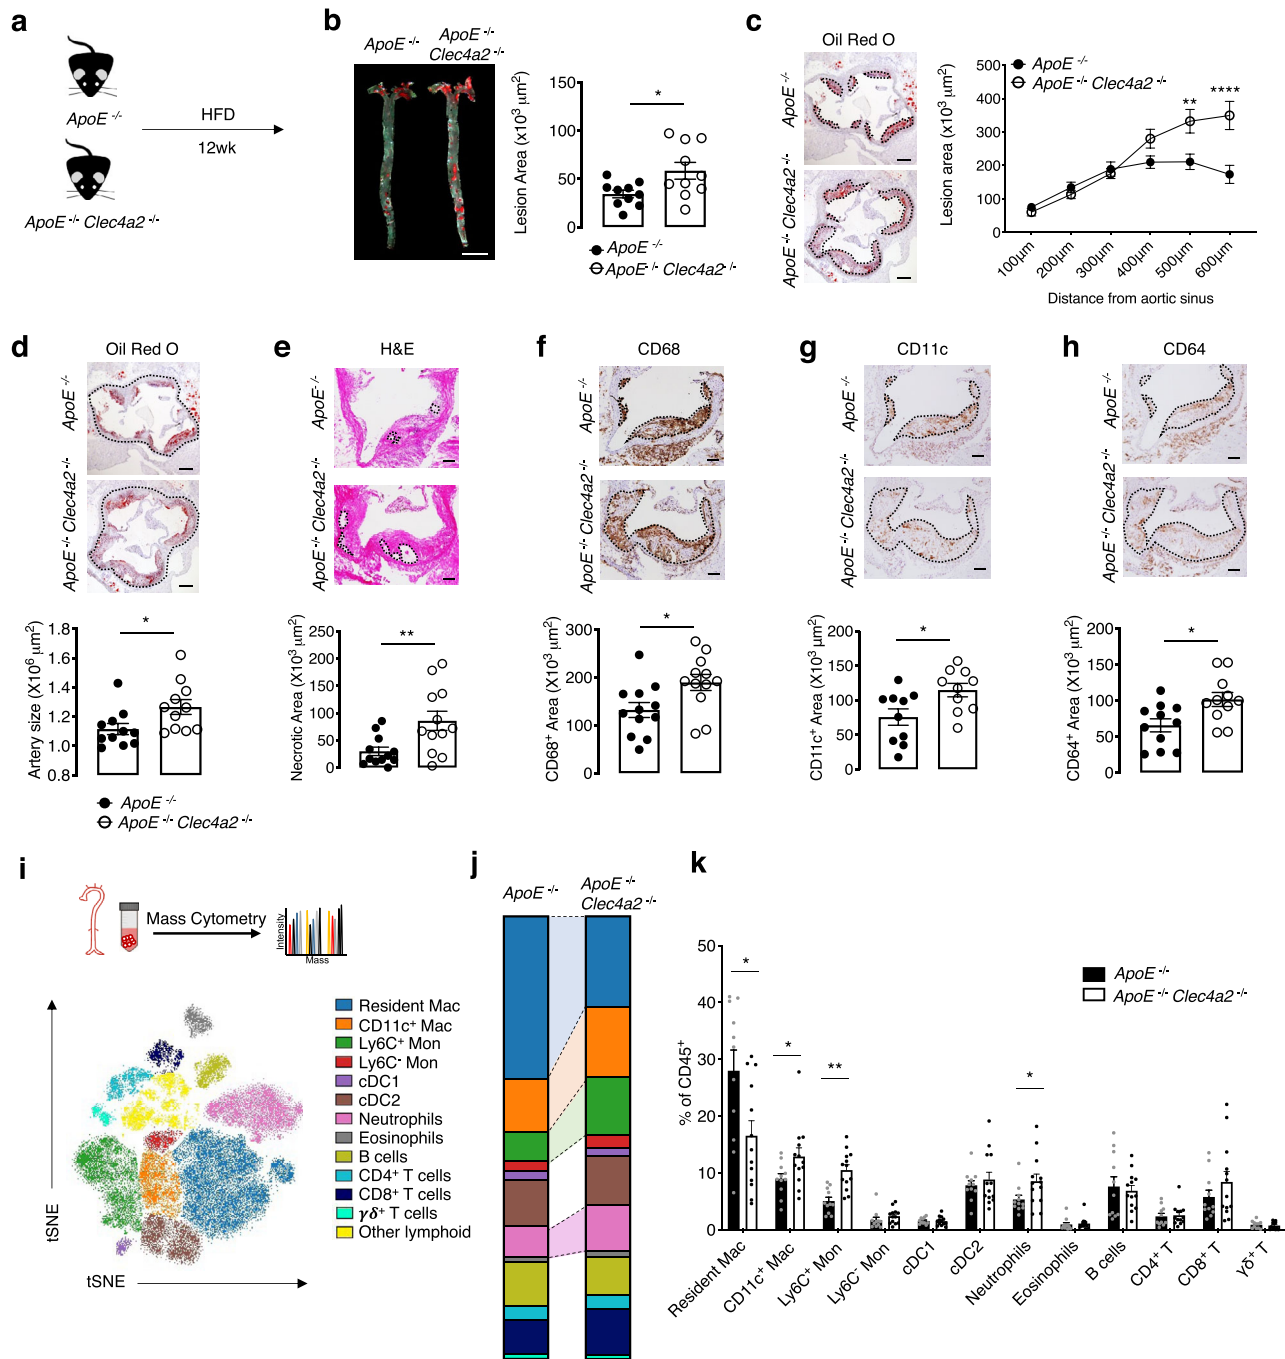 a
ApoE -/-
ApoE -/- Clec4a2 -/-
HFD
12wk
b
ApoE -/-
ApoE -/-
Clec4a2 -/-
Lesion Area (x10³ µm²)
150
100
50
0
*
ApoE -/-
ApoE -/- Clec4a2 -/-
c
Oil Red O
ApoE -/-
ApoE -/- Clec4a2 -/-
Lesion area (x10³ µm²)
500
400
300
200
100
0
ApoE -/-
ApoE -/- Clec4a2 -/-
** ****
100µm 200µm 300µm 400µm 500µm 600µm
Distance from aortic sinus
d
Oil Red O
ApoE -/-
ApoE -/- Clec4a2 -/-
Artery size (X10⁶ µm²)
1.8
1.6
1.4
1.2
1.0
0.8
*
ApoE -/-
ApoE -/- Clec4a2 -/-
e
H&E
ApoE -/-
ApoE -/- Clec4a2 -/-
Necrotic Area (X10³ µm²)
250
200
150
100
50
0
**
f
CD68
ApoE -/-
ApoE -/- Clec4a2 -/-
CD68⁺ Area (X10³ µm²)
300
200
100
0
*
g
CD11c
ApoE -/-
ApoE -/- Clec4a2 -/-
CD11c⁺ Area (X10³ µm²)
200
150
100
50
0
*
h
CD64
ApoE -/-
ApoE -/- Clec4a2 -/-
CD64⁺ Area (X10³ µm²)
200
150
100
50
0
*
i
Mass Cytometry
Intensity
Mass
tSNE
tSNE
Resident Mac
CD11c⁺ Mac
Ly6C⁺ Mon
Ly6C⁻ Mon
cDC1
cDC2
Neutrophils
Eosinophils
B cells
CD4⁺ T cells
CD8⁺ T cells
γδ⁺ T cells
Other lymphoid
j
ApoE -/-
ApoE -/-
Clec4a2 -/-
k
% of CD45⁺
50
40
30
20
10
0
* * ** *
ApoE -/-
ApoE -/- Clec4a2 -/-
Resident Mac
CD11c⁺ Mac
Ly6C⁺ Mon
Ly6C⁻ Mon
cDC1
cDC2
Neutrophils
Eosinophils
B cells
CD4⁺ T
CD8⁺ T
γδ⁺ T